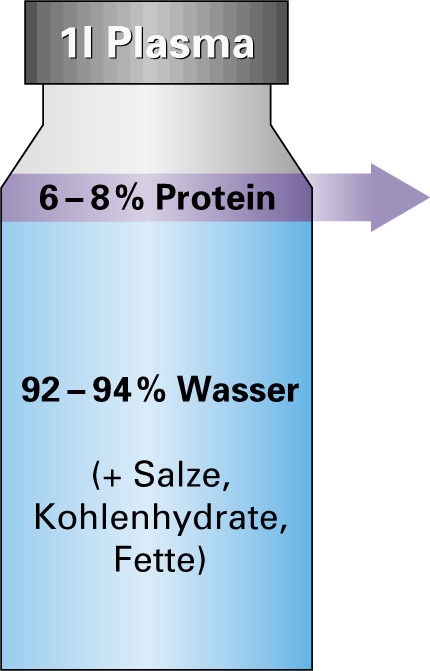 1l Plasma
6 – 8 % Protein
92 – 94 % Wasser
(+ Salze,
Kohlenhydrate,
Fette)